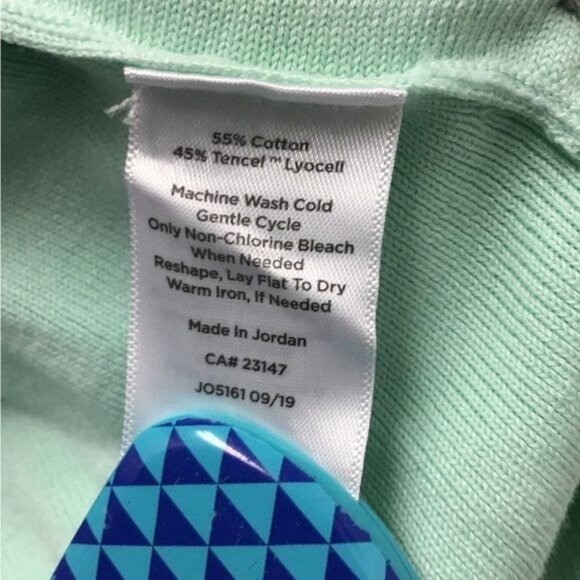 55% Cotton
45% Tencel™ Lyocell
Machine Wash Cold
Gentle Cycle
Only Non-Chlorine Bleach
When Needed
Reshape, Lay Flat To Dry
Warm Iron, If Needed
Made In Jordan
CA# 23147
JO5161 09/19